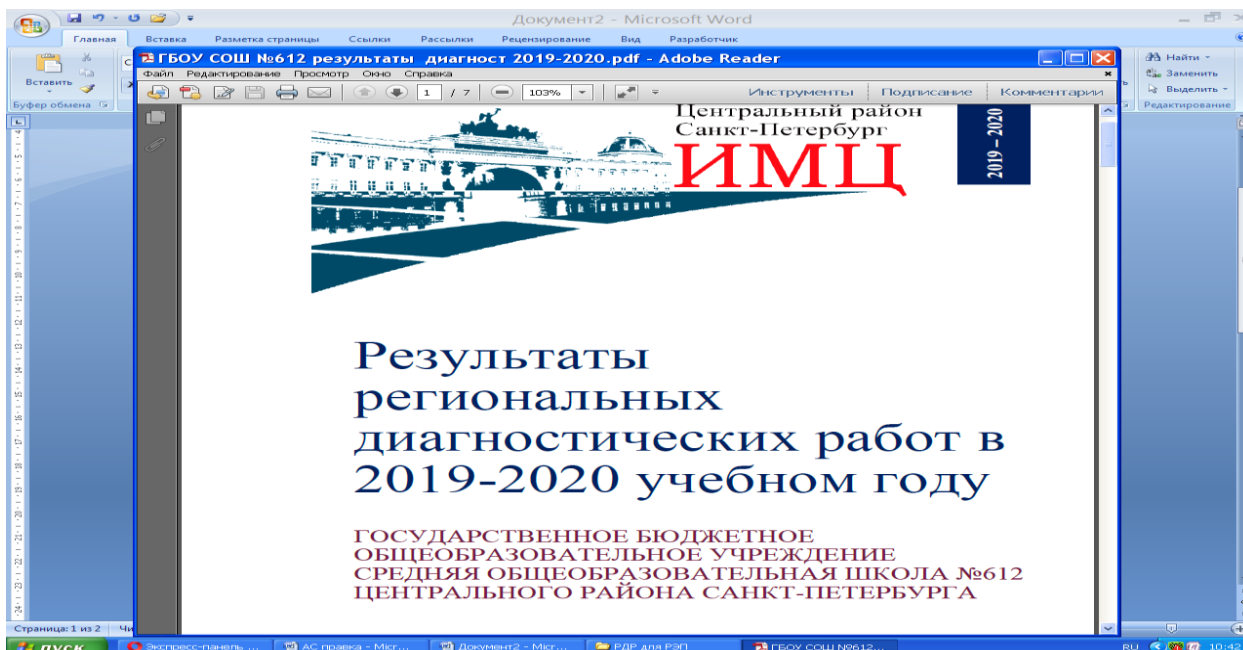 Документ2 - Microsoft Word
Главная Вставка Разметка страницы Ссылки Рассылки Рецензирование Вид Разработчик
Вставить
Буфер обмена
Найти
Заменить
Выделить
Редактирование
ГБОУ СОШ №612 результаты диагност 2019-2020.pdf - Adobe Reader
Файл Редактирование Просмотр Окно Справка
1 / 7 103% Инструменты Подписание Комментарии
Центральный район
Санкт-Петербург
ИМЦ
2019 – 2020
Результаты
региональных
диагностических работ в
2019-2020 учебном году
ГОСУДАРСТВЕННОЕ БЮДЖЕТНОЕ
ОБЩЕОБРАЗОВАТЕЛЬНОЕ УЧРЕЖДЕНИЕ
СРЕДНЯЯ ОБЩЕОБРАЗОВАТЕЛЬНАЯ ШКОЛА №612
ЦЕНТРАЛЬНОГО РАЙОНА САНКТ-ПЕТЕРБУРГА
Страница: 1 из 2
пуск Экспресс-панель ... АС правка - Micr... Документ2 - Micr... РДР для РЭП ГБОУ СОШ №612... RU 10:42